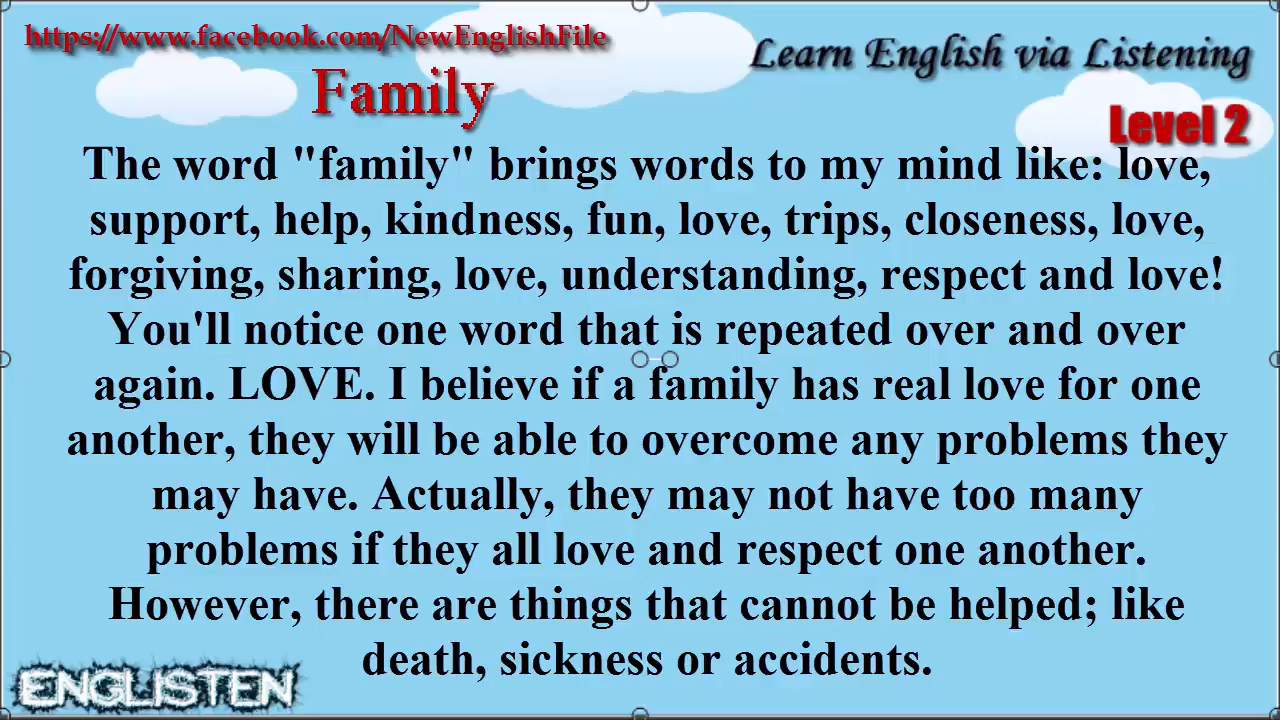 https://www.facebook.com/NewEnglishFile
Learn English via Listening
Family
Level 2
The word "family" brings words to my mind like: love,
support, help, kindness, fun, love, trips, closeness, love,
forgiving, sharing, love, understanding, respect and love!
You'll notice one word that is repeated over and over
again. LOVE. I believe if a family has real love for one
another, they will be able to overcome any problems they
may have. Actually, they may not have too many
problems if they all love and respect one another.
However, there are things that cannot be helped; like
death, sickness or accidents.
ENGLISTEN